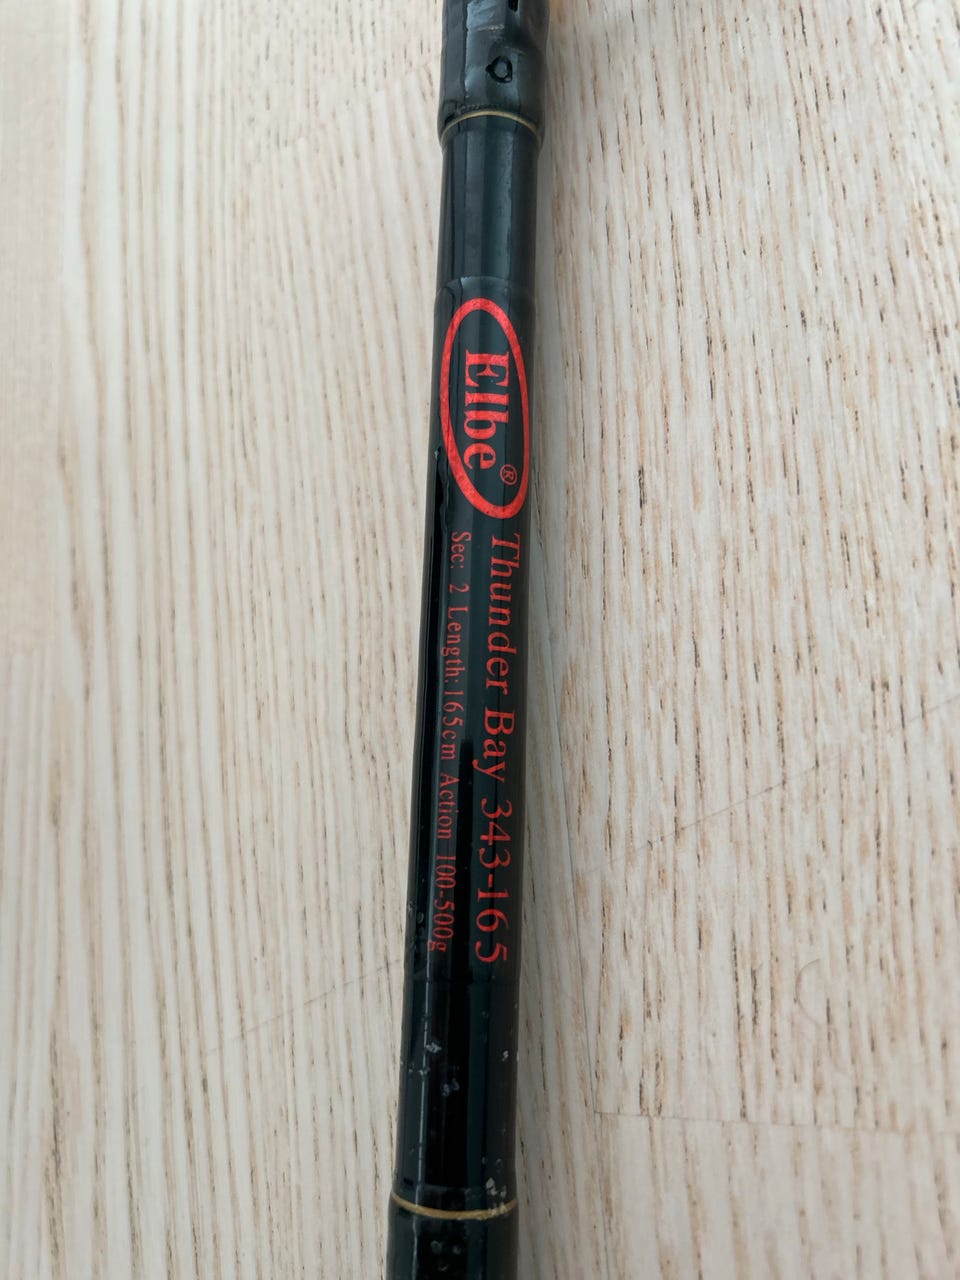 Elbe®
Thunder Bay 343-165
Sec: 2 Length: 165cm Action 100-500g